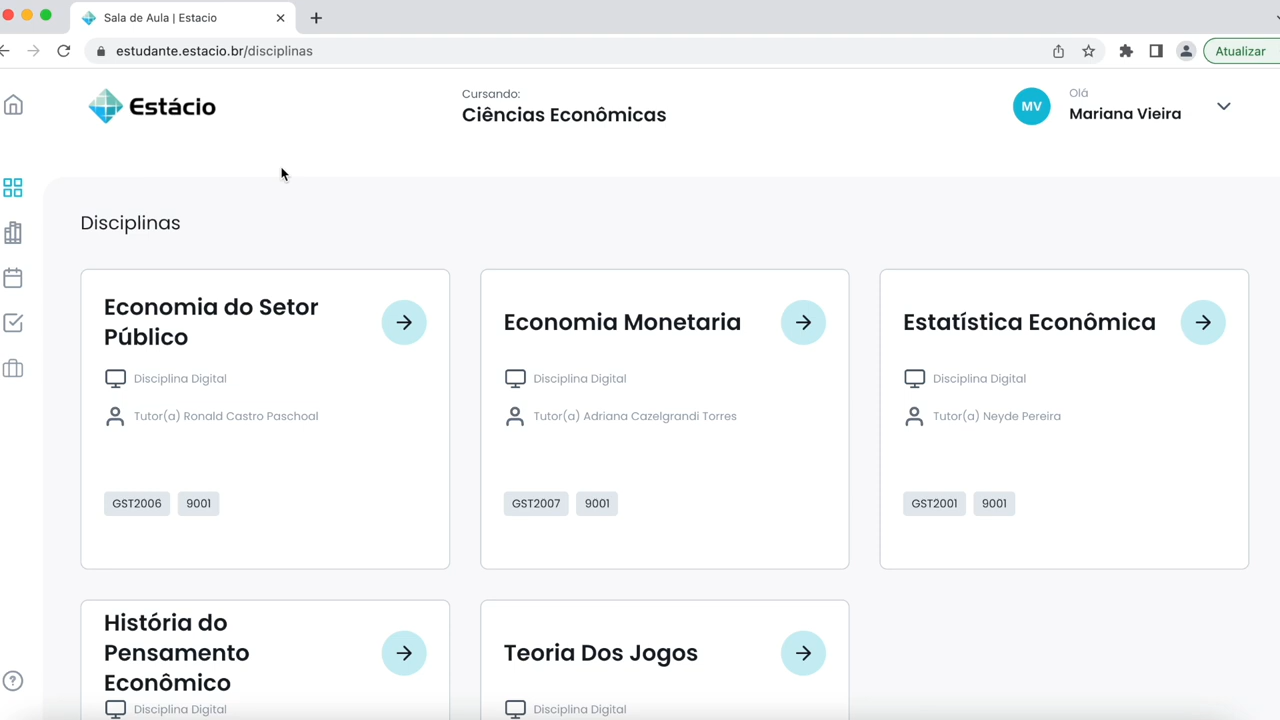 Sala de Aula | Estacio
estudante.estacio.br/disciplinas
Atualizar
Estácio
Cursando:
Ciências Econômicas
MV
Olá
Mariana Vieira
Disciplinas
Economia do Setor
Público
Disciplina Digital
Tutor(a) Ronald Castro Paschoal
GST2006 9001
Economia Monetaria
Disciplina Digital
Tutor(a) Adriana Cazelgrandi Torres
GST2007 9001
Estatística Econômica
Disciplina Digital
Tutor(a) Neyde Pereira
GST2001 9001
História do
Pensamento
Econômico
Disciplina Digital
Teoria Dos Jogos
Disciplina Digital